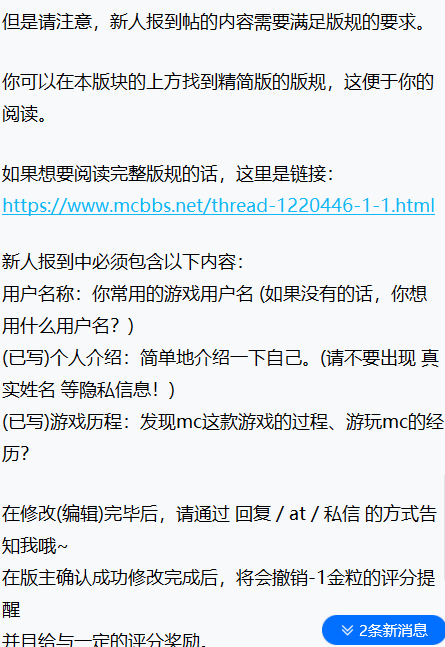 但是请注意，新人报到帖的内容需要满足版规的要求。
你可以在本版块的上方找到精简版的版规，这便于你的
阅读。
如果想要阅读完整版规的话，这里是链接：
https://www.mcbbs.net/thread-1220446-1-1.html
新人报到中必须包含以下内容：
用户名称：你常用的游戏用户名 (如果没有的话，你想
用什么用户名？)
(已写)个人介绍：简单地介绍一下自己。(请不要出现 真
实姓名 等隐私信息！)
(已写)游戏历程：发现mc这款游戏的过程、游玩mc的经
历？
在修改(编辑)完毕后，请通过 回复 / at / 私信 的方式告
知我哦~
在版主确认成功修改完成后，将会撤销-1金粒的评分提
醒
并且给与一定的评分奖励。
2条新消息